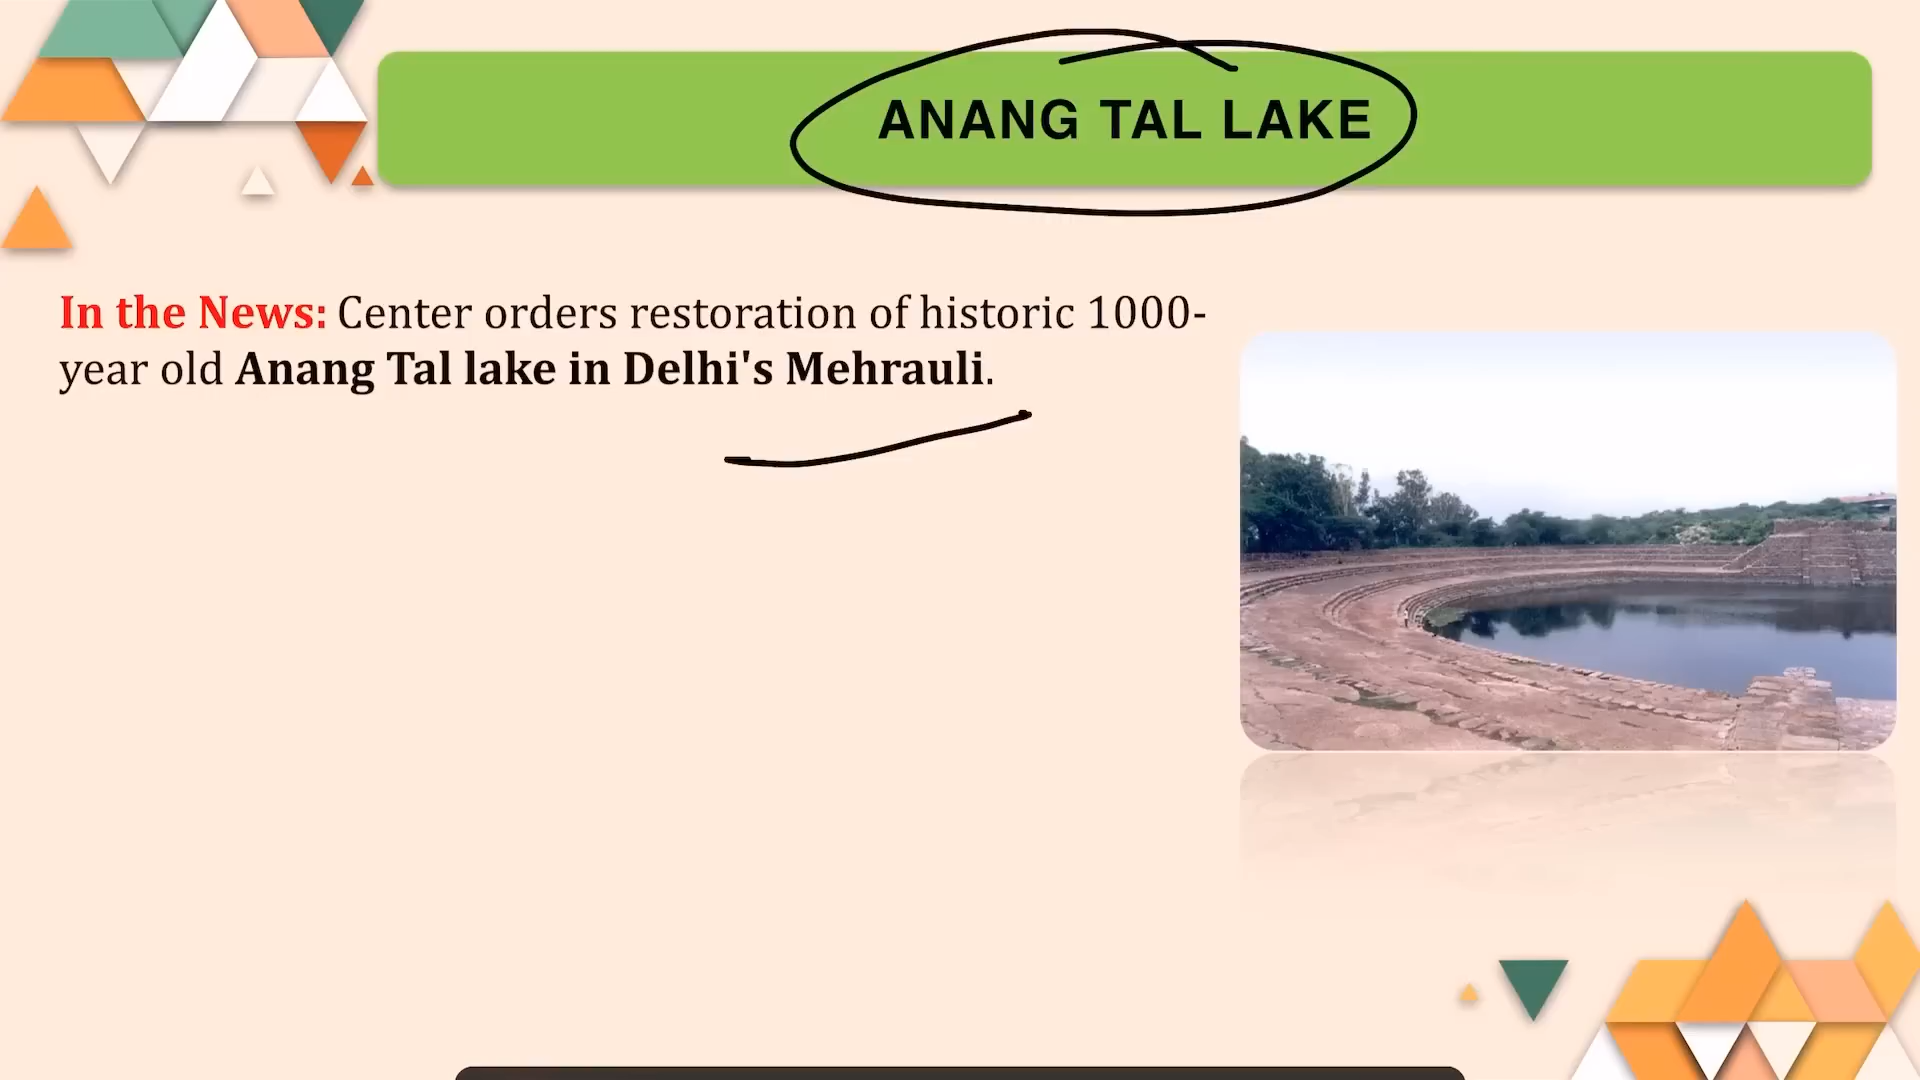 ANANG TAL LAKE
In the News: Center orders restoration of historic 1000-
year old Anang Tal lake in Delhi's Mehrauli.